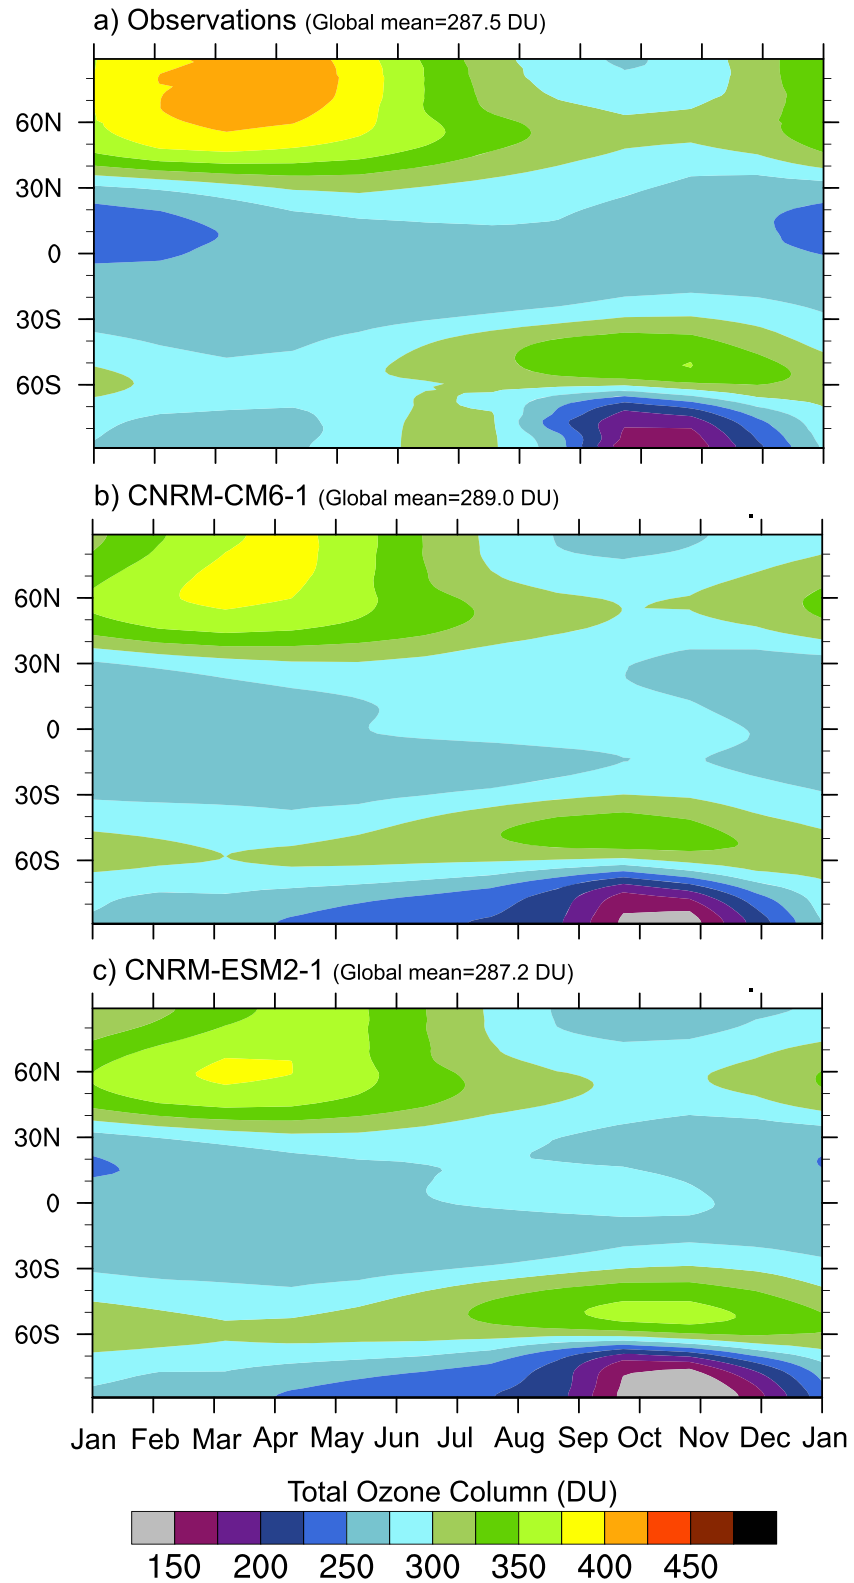 a) Observations (Global mean=287.5 DU)
60N
30N
0
30S
60S
b) CNRM-CM6-1 (Global mean=289.0 DU)
60N
30N
0
30S
60S
c) CNRM-ESM2-1 (Global mean=287.2 DU)
60N
30N
0
30S
60S
Jan Feb Mar Apr May Jun Jul Aug Sep Oct Nov Dec Jan
Total Ozone Column (DU)
150 200 250 300 350 400 450